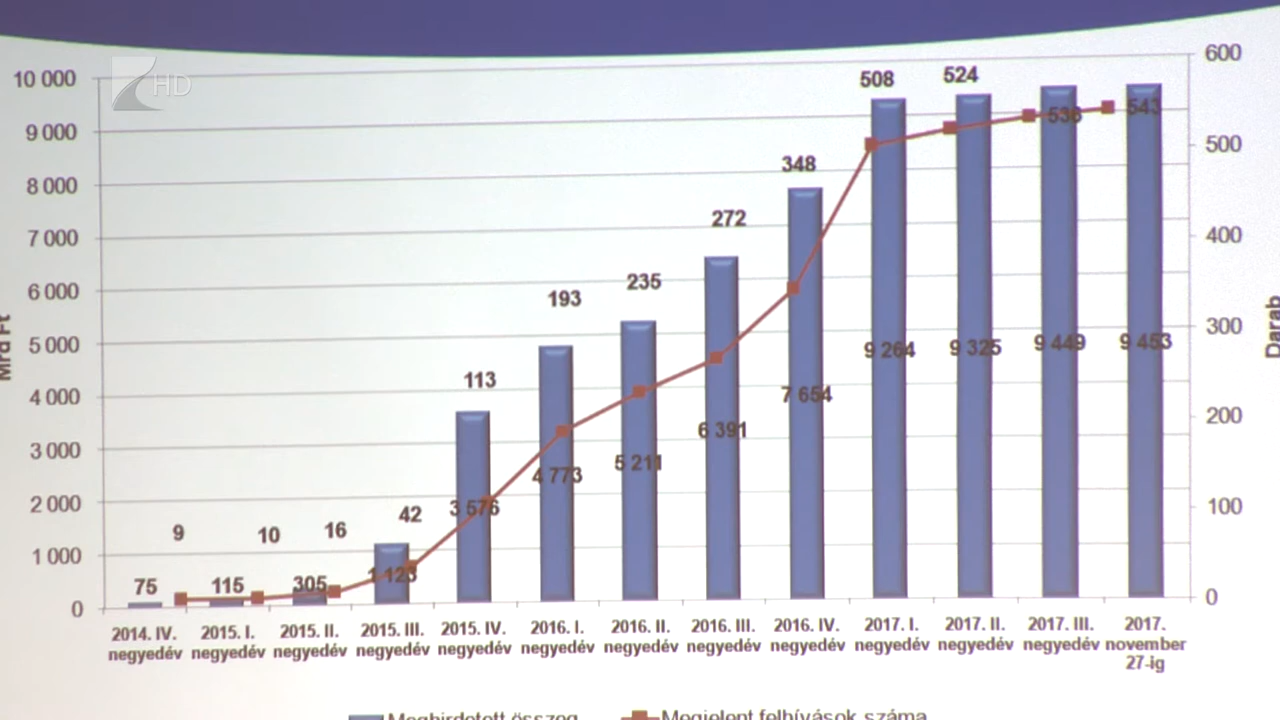 HD
10 000
9 000
8 000
7 000
6 000
5 000
4 000
3 000
2 000
1 000
0
Mrd Ft
600
500
400
300
200
100
0
Darab
9
10
16
42
113
193
235
272
348
508
524
538
543
75
115
305
1 123
3 576
4 773
5 211
6 391
7 654
9 264
9 325
9 449
9 453
2014. IV. negyedév
2015. I. negyedév
2015. II. negyedév
2015. III. negyedév
2015. IV. negyedév
2016. I. negyedév
2016. II. negyedév
2016. III. negyedév
2016. IV. negyedév
2017. I. negyedév
2017. II. negyedév
2017. III. negyedév
2017. november 27-ig
Meghirdetett összeg
Megjelent felhívások száma